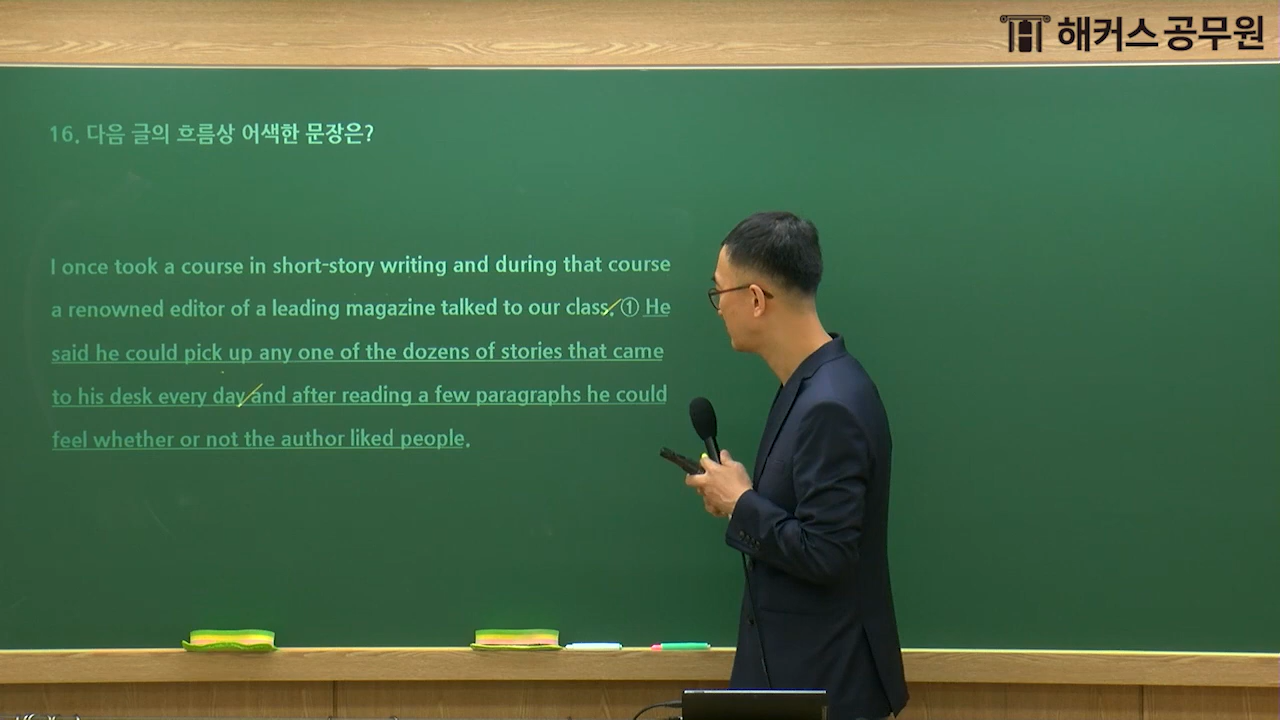 해커스공무원
16. 다음 글의 흐름상 어색한 문장은?
I once took a course in short-story writing and during that course
a renowned editor of a leading magazine talked to our class. ① He
said he could pick up any one of the dozens of stories that came
to his desk every day and after reading a few paragraphs he could
feel whether or not the author liked people.